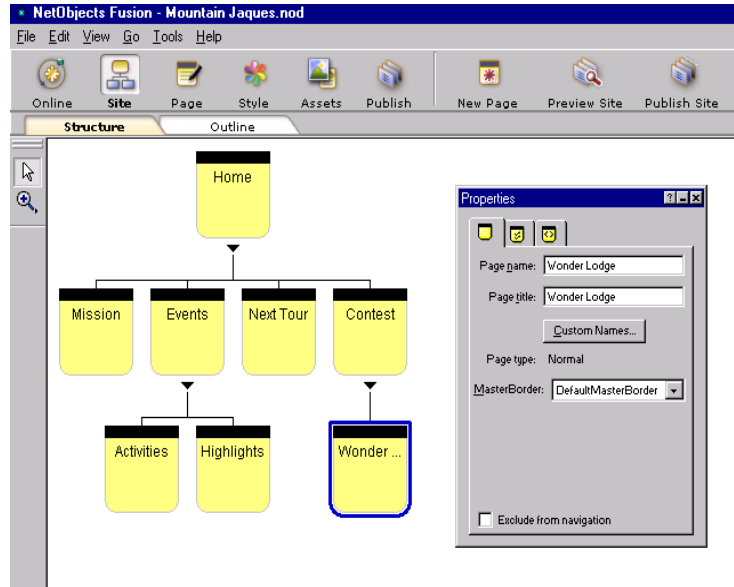 NetObjects Fusion - Mountain Jaques.nod
File Edit View Go Tools Help
Online Site Page Style Assets Publish New Page Preview Site Publish Site
Structure Outline
Home
Mission Events Next Tour Contest
Activities Highlights Wonder ...
Properties
Page name: Wonder Lodge
Page title: Wonder Lodge
Custom Names...
Page type: Normal
MasterBorder: DefaultMasterBorder
Exclude from navigation